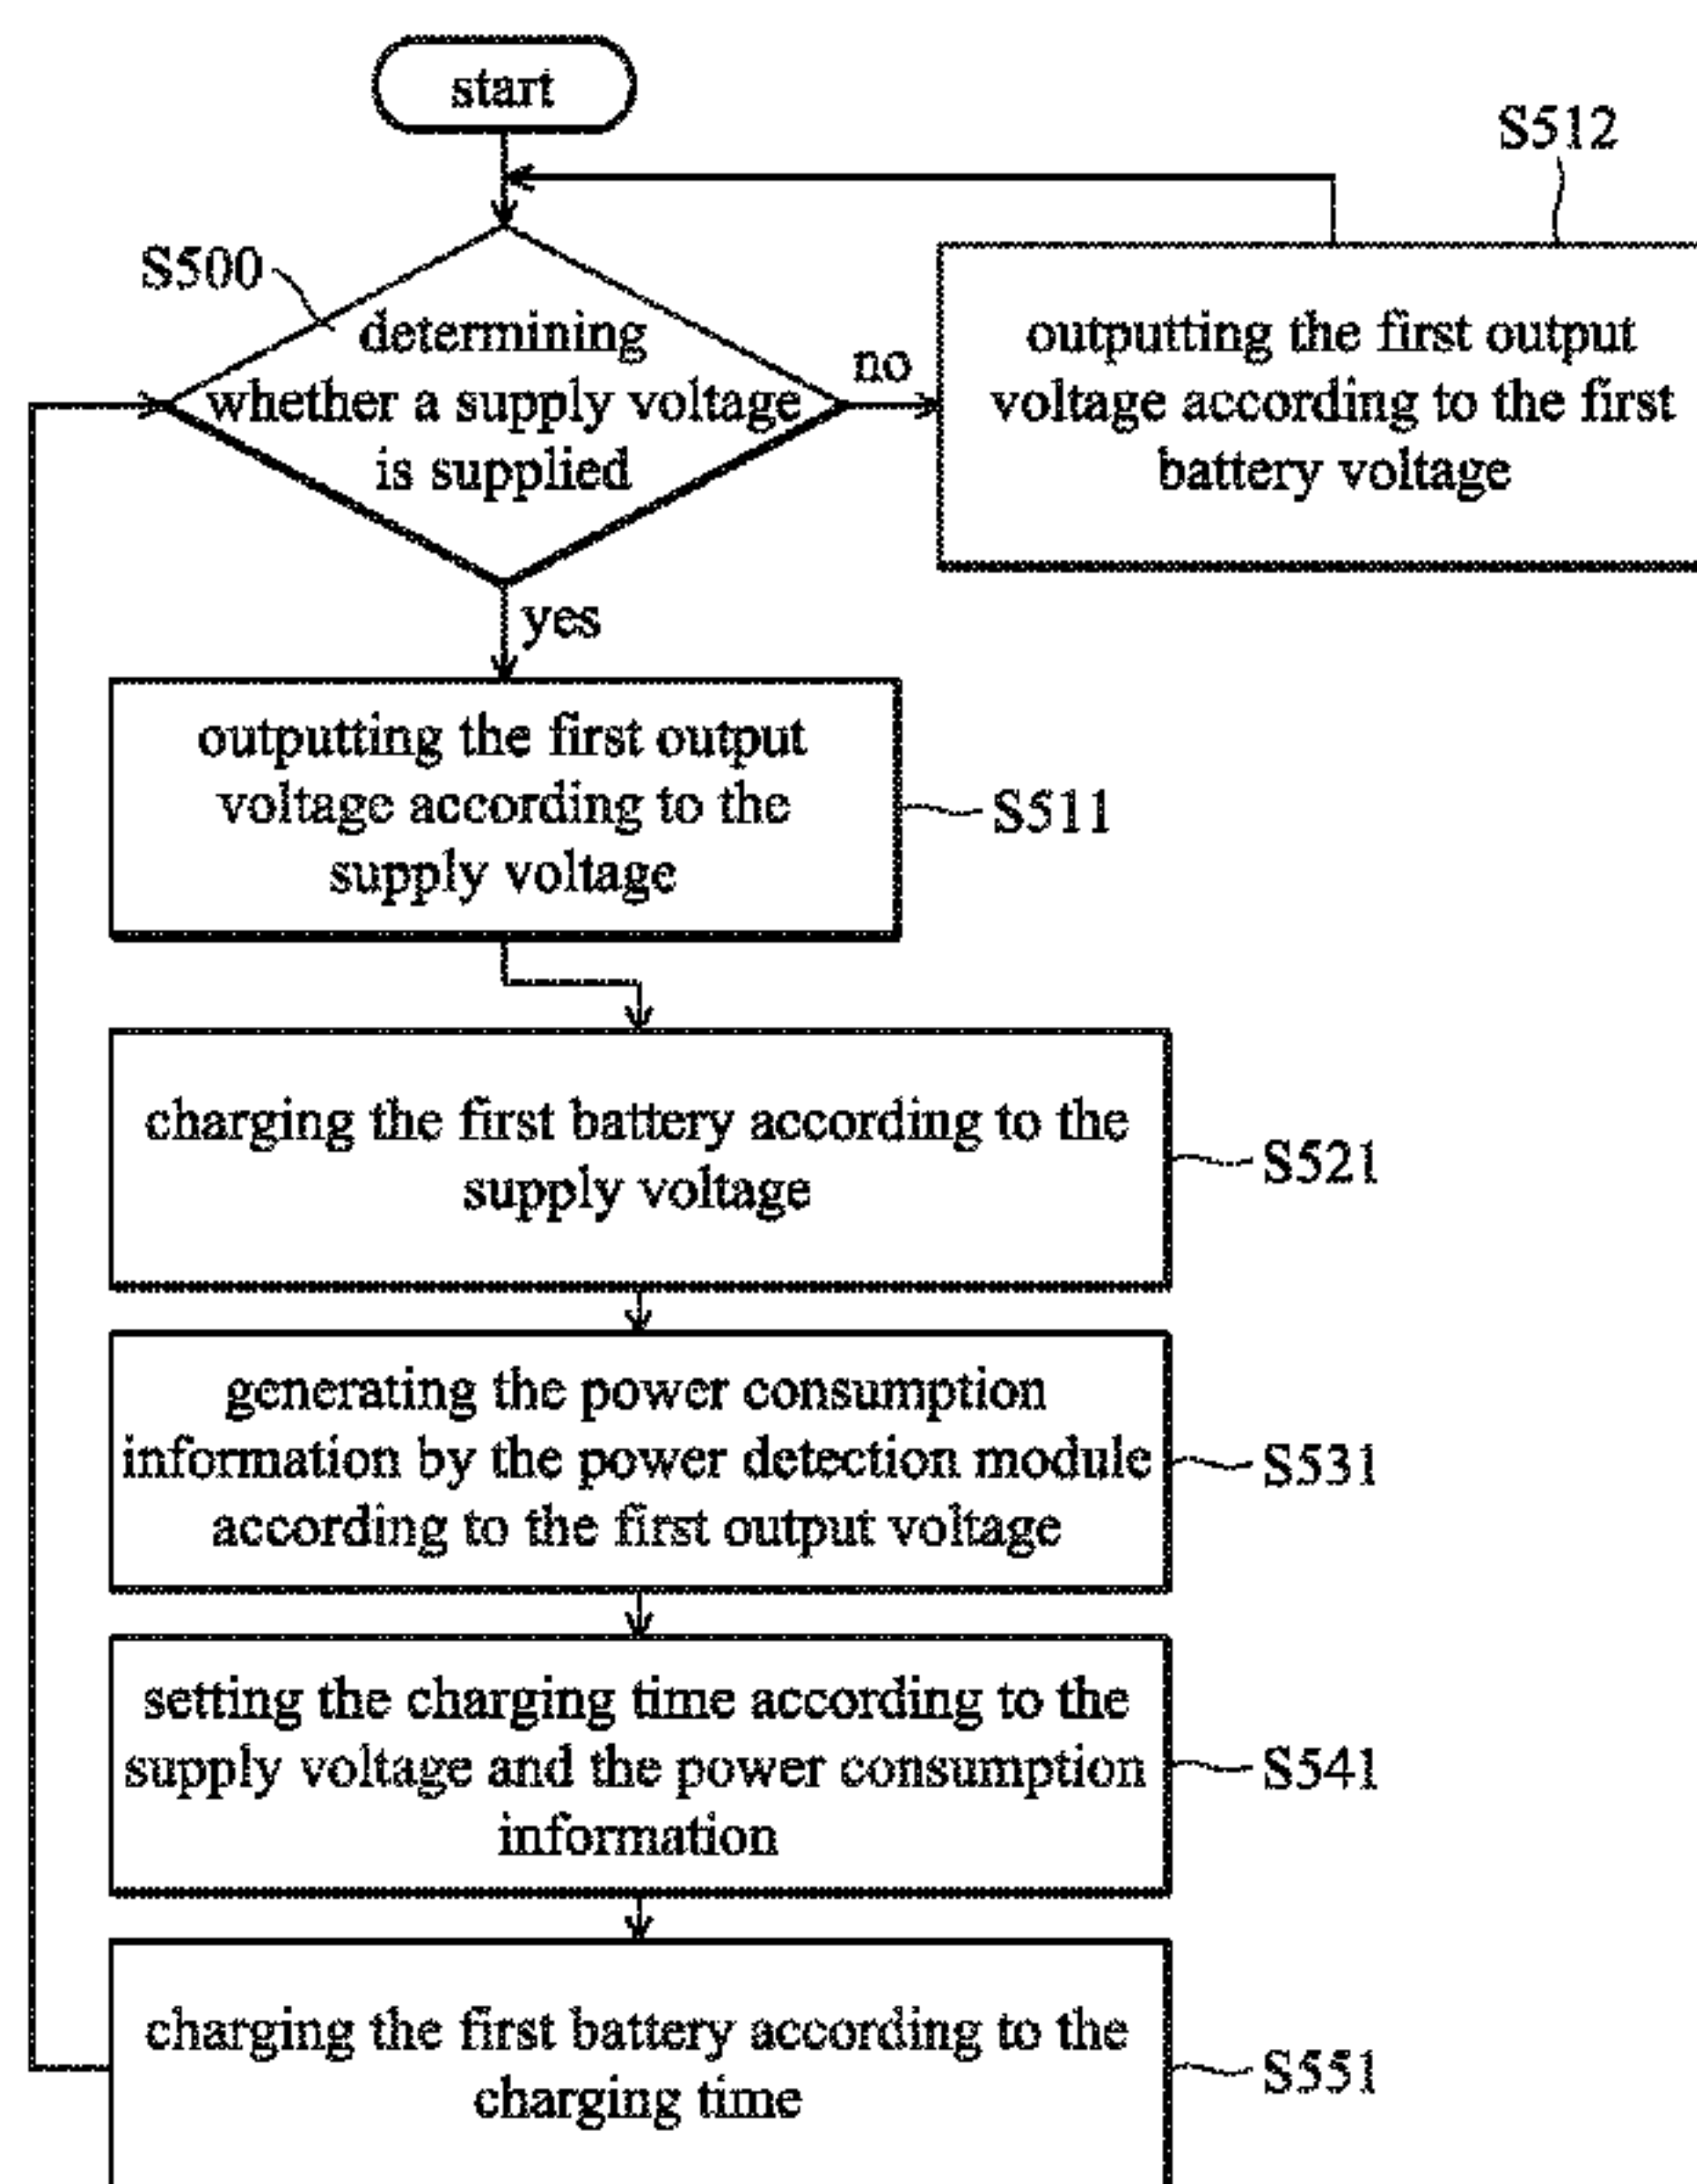 start
S512
S500
determining
whether a supply voltage
is supplied
no
outputting the first output
voltage according to the first
battery voltage
yes
outputting the first output
voltage according to the
supply voltage
S511
charging the first battery according to the
supply voltage
S521
generating the power consumption
information by the power detection module
according to the first output voltage
S531
setting the charging time according to the
supply voltage and the power consumption
information
S541
charging the first battery according to the
charging time
S551